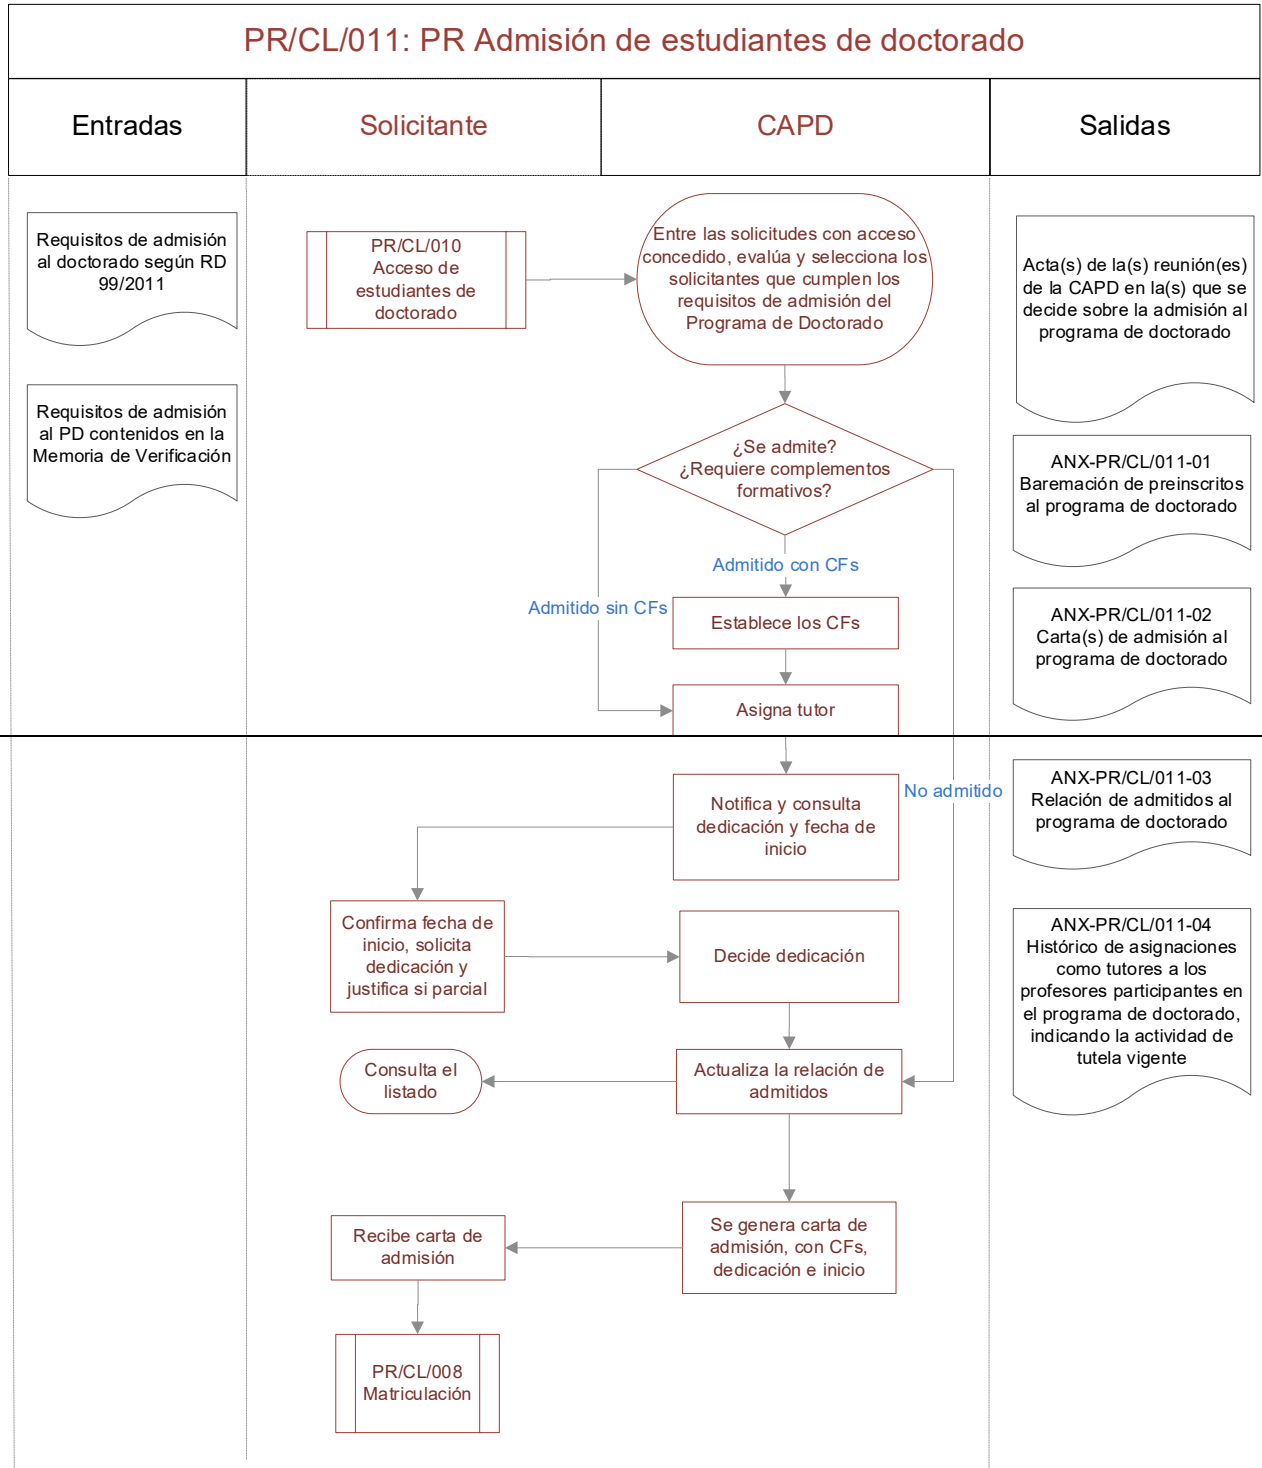 PR/CL/011: PR Admisión de estudiantes de doctorado
Entradas
Solicitante
CAPD
Salidas
Requisitos de admisión
al doctorado según RD
99/2011
Requisitos de admisión
al PD contenidos en la
Memoria de Verificación
PR/CL/010
Acceso de
estudiantes de
doctorado
Entre las solicitudes con acceso
concedido, evalúa y selecciona los
solicitantes que cumplen los
requisitos de admisión del
Programa de Doctorado
¿Se admite?
¿Requiere complementos
formativos?
Admitido con CFs
Admitido sin CFs
Establece los CFs
Asigna tutor
No admitido
Notifica y consulta
dedicación y fecha de
inicio
Confirma fecha de
inicio, solicita
dedicación y
justifica si parcial
Decide dedicación
Consulta el
listado
Actualiza la relación de
admitidos
Recibe carta de
admisión
Se genera carta de
admisión, con CFs,
dedicación e inicio
PR/CL/008
Matriculación
Acta(s) de la(s) reunión(es)
de la CAPD en la(s) que se
decide sobre la admisión al
programa de doctorado
ANX-PR/CL/011-01
Baremación de preinscritos
al programa de doctorado
ANX-PR/CL/011-02
Carta(s) de admisión al
programa de doctorado
ANX-PR/CL/011-03
Relación de admitidos al
programa de doctorado
ANX-PR/CL/011-04
Histórico de asignaciones
como tutores a los
profesores participantes en
el programa de doctorado,
indicando la actividad de
tutela vigente